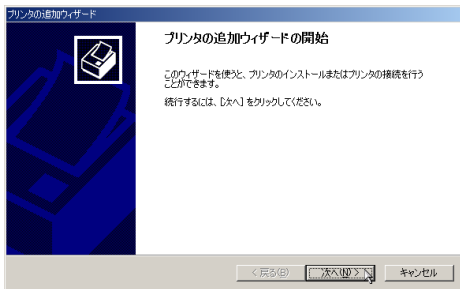 プリンタの追加ウィザード
プリンタの追加ウィザードの開始
このウィザードを使うと、プリンタのインストールまたはプリンタの接続を行う
ことができます。
続行するには、[次へ] をクリックしてください。
< 戻る(B) 次へ(N) > キャンセル